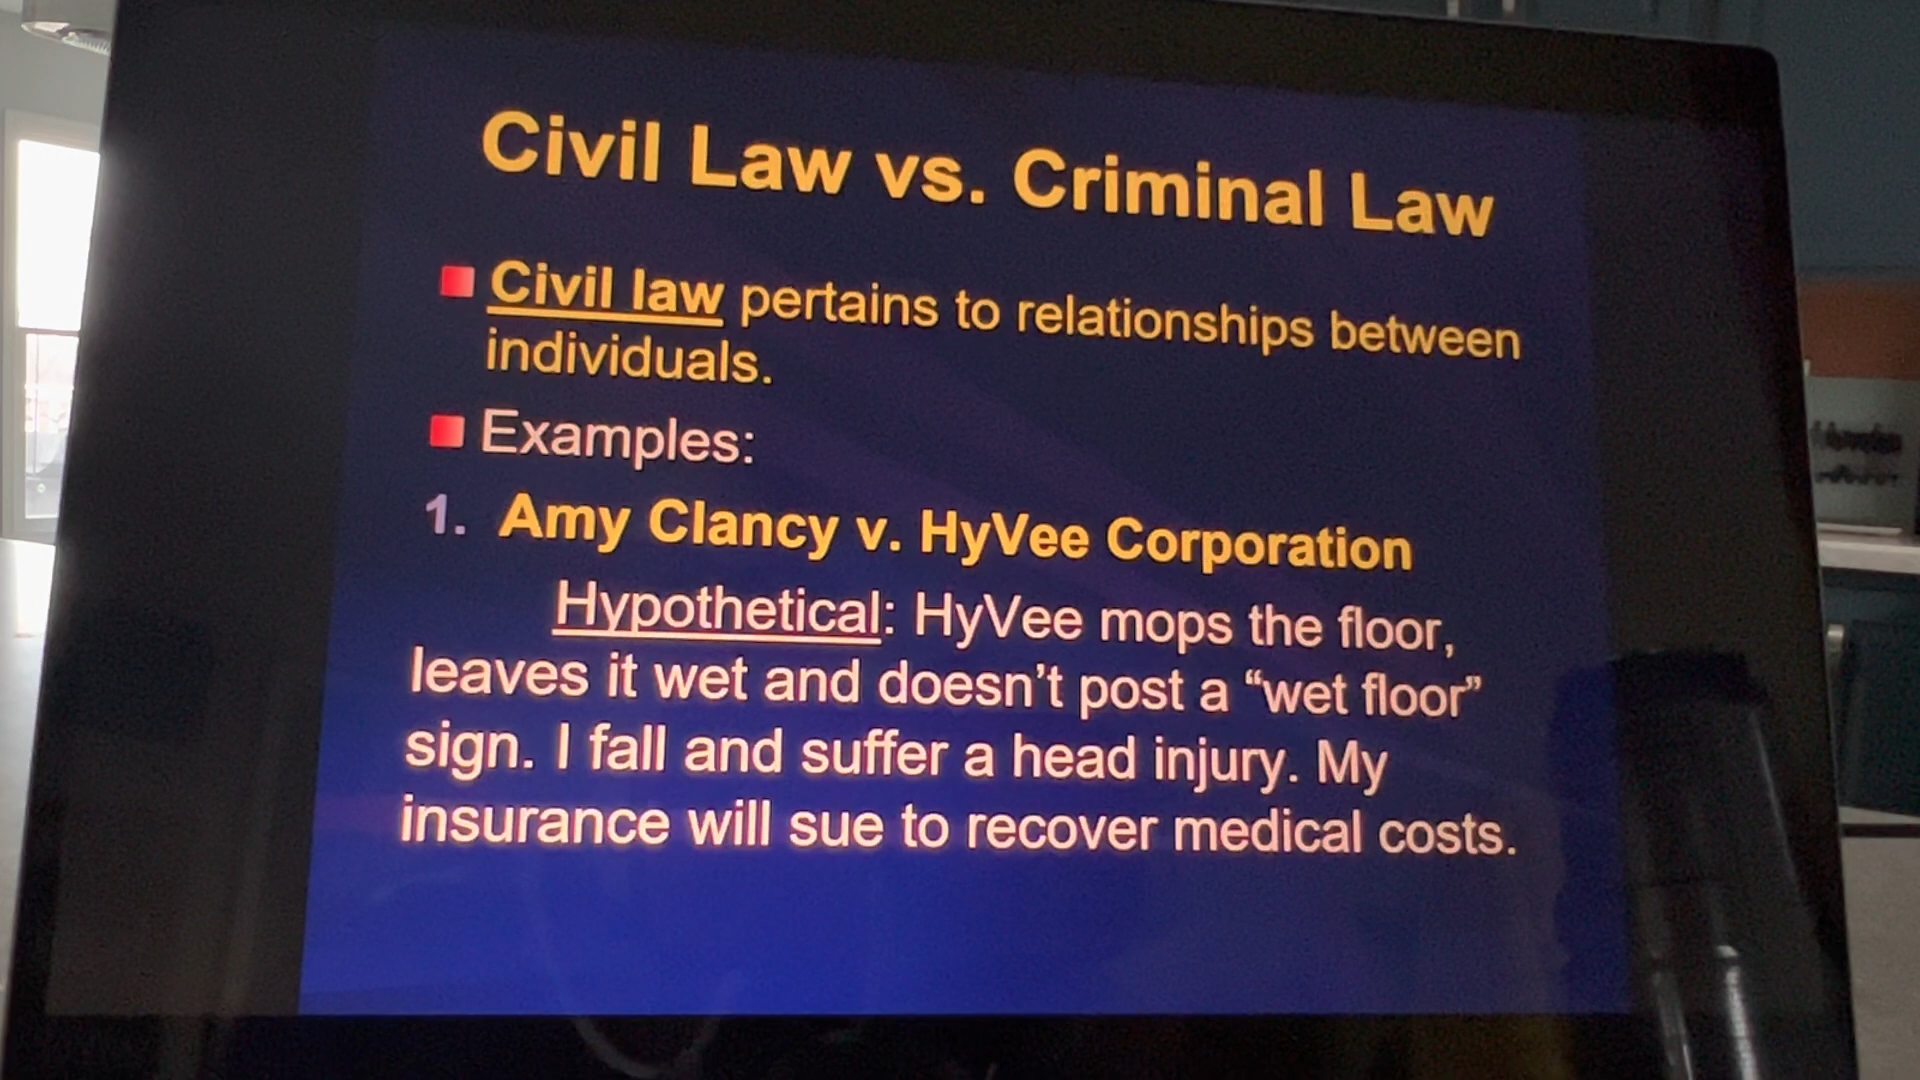 Civil Law vs. Criminal Law
Civil law pertains to relationships between
individuals.
Examples:
1. Amy Clancy v. HyVee Corporation
Hypothetical: HyVee mops the floor,
leaves it wet and doesn't post a “wet floor”
sign. I fall and suffer a head injury. My
insurance will sue to recover medical costs.